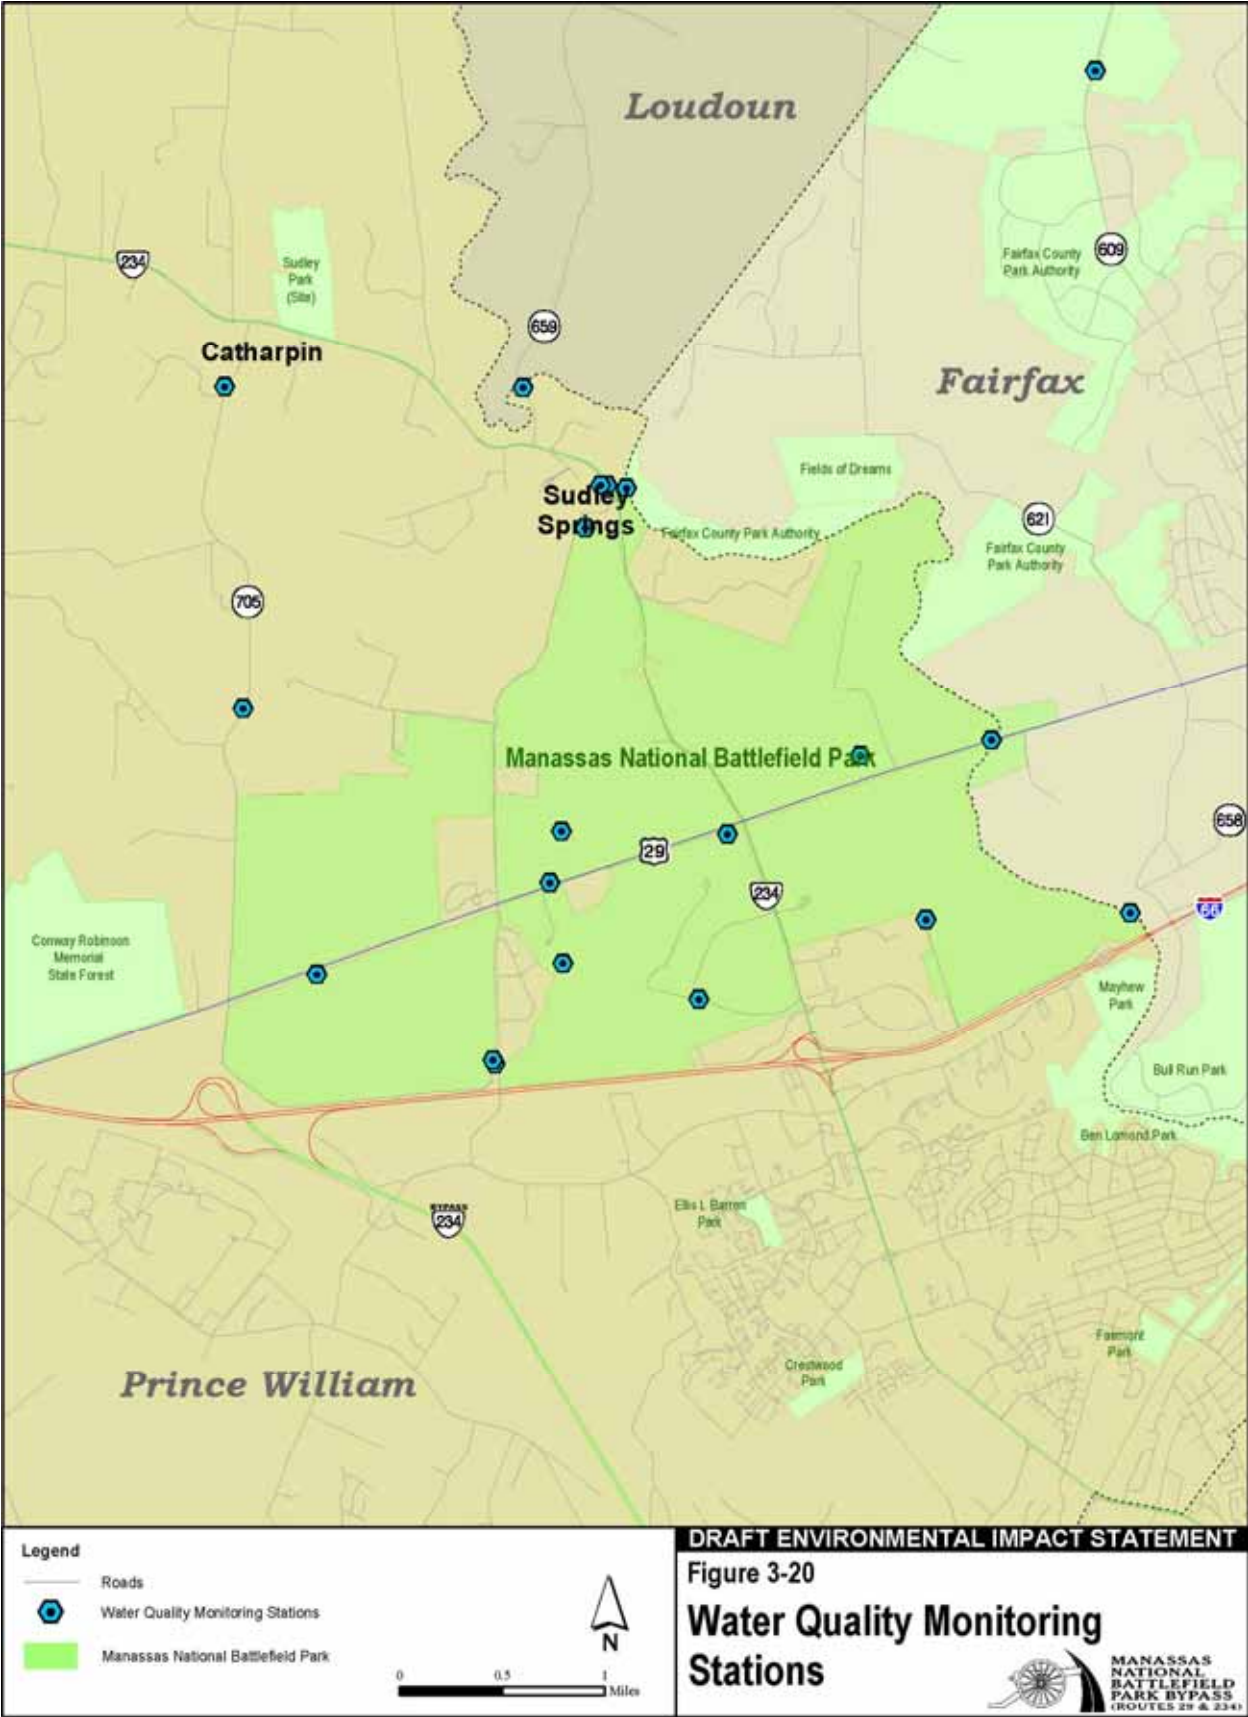 Loudoun
609
Fairfax County
Park Authority
234
Sudley
Park
(Site)
659
Catharpin
Fairfax
Fields of Dreams
Sudley
Springs
Fairfax County Park Authority
621
Fairfax County
Park Authority
705
Manassas National Battlefield Park
658
29
234
66
Conway Robinson
Memorial
State Forest
Mayhew
Park
Bull Run Park
Ben Lomond Park
Ellis L Barron
Park
BYPASS
234
Fairmont
Park
Crestwood
Park
Prince William
Legend
Roads
Water Quality Monitoring Stations
Manassas National Battlefield Park
N
0 0.5 1
Miles
DRAFT ENVIRONMENTAL IMPACT STATEMENT
Figure 3-20
Water Quality Monitoring
Stations
MANASSAS
NATIONAL
BATTLEFIELD
PARK BYPASS
(ROUTES 29 & 234)